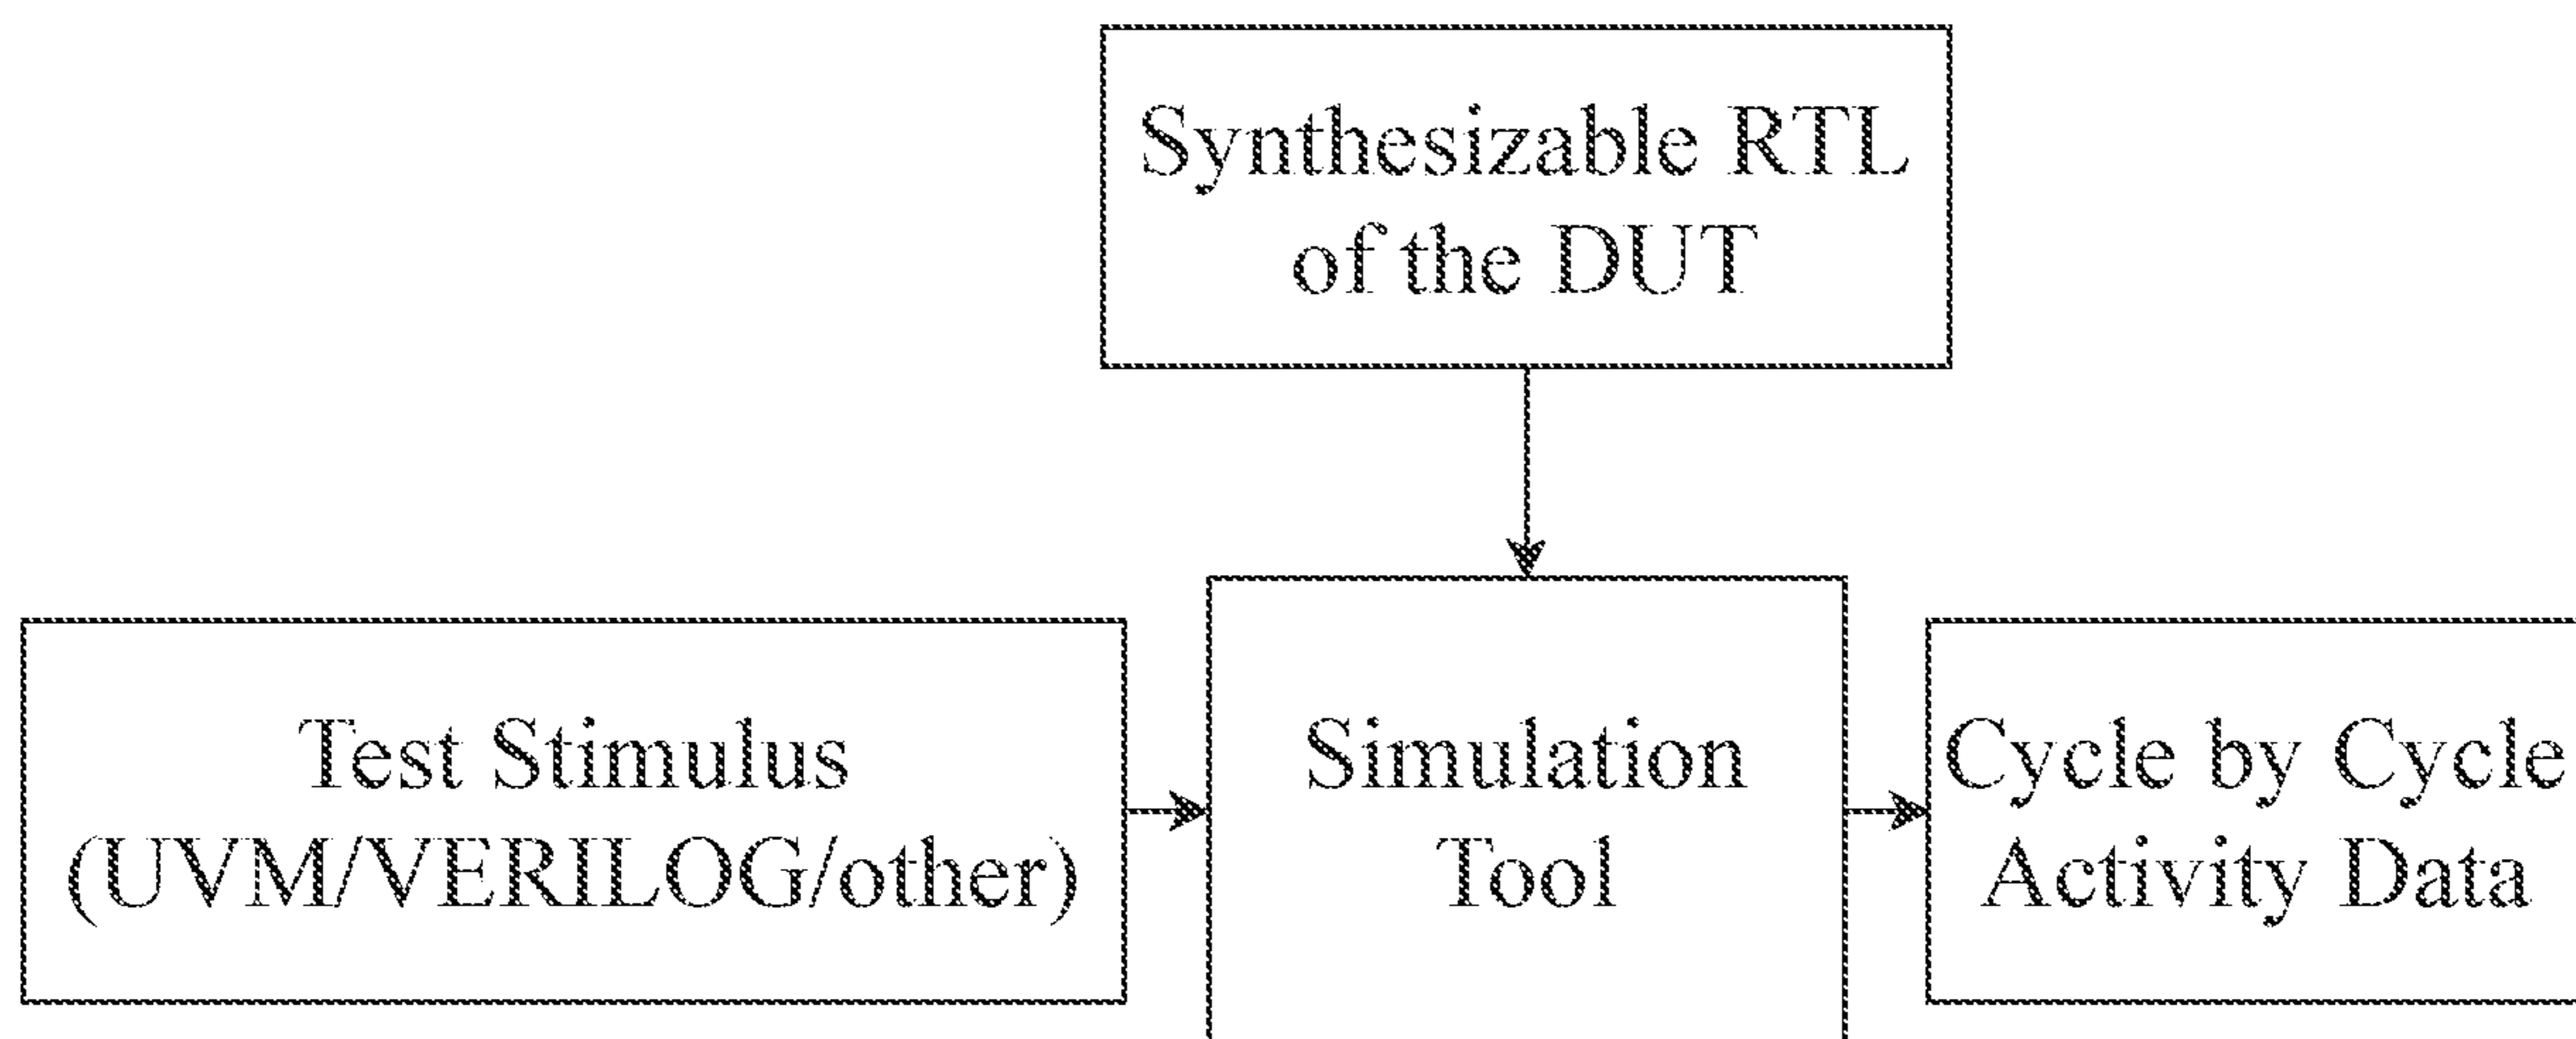 Synthesizable RTL
of the DUT
Test Stimulus
(UVM/VERILOG/other)
Simulation
Tool
Cycle by Cycle
Activity Data